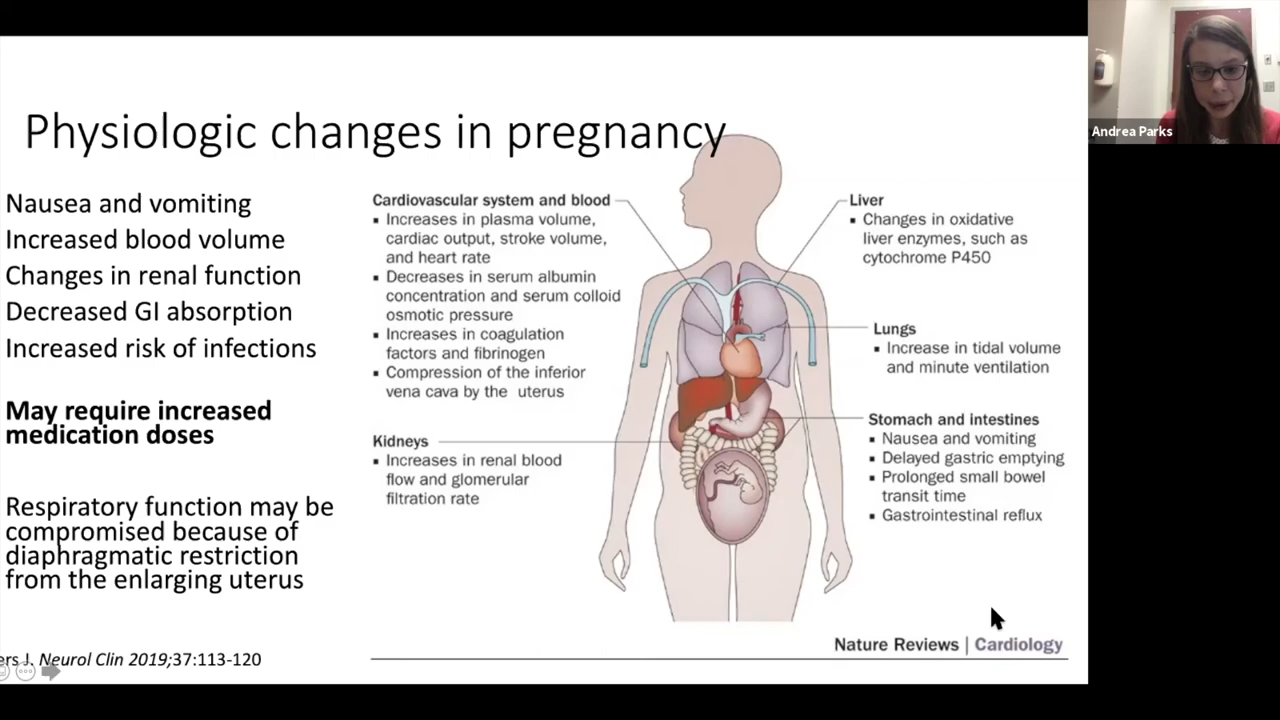 Physiologic changes in pregnancy
Nausea and vomiting
Increased blood volume
Changes in renal function
Decreased GI absorption
Increased risk of infections
May require increased
medication doses
Respiratory function may be
compromised because of
diaphragmatic restriction
from the enlarging uterus
ers J. Neurol Clin 2019;37:113-120
Cardiovascular system and blood
▪ Increases in plasma volume,
cardiac output, stroke volume,
and heart rate
▪ Decreases in serum albumin
concentration and serum colloid
osmotic pressure
▪ Increases in coagulation
factors and fibrinogen
▪ Compression of the inferior
vena cava by the uterus
Kidneys
▪ Increases in renal blood
flow and glomerular
filtration rate
Liver
▪ Changes in oxidative
liver enzymes, such as
cytochrome P450
Lungs
▪ Increase in tidal volume
and minute ventilation
Stomach and intestines
▪ Nausea and vomiting
▪ Delayed gastric emptying
▪ Prolonged small bowel
transit time
▪ Gastrointestinal reflux
Nature Reviews | Cardiology
Andrea Parks